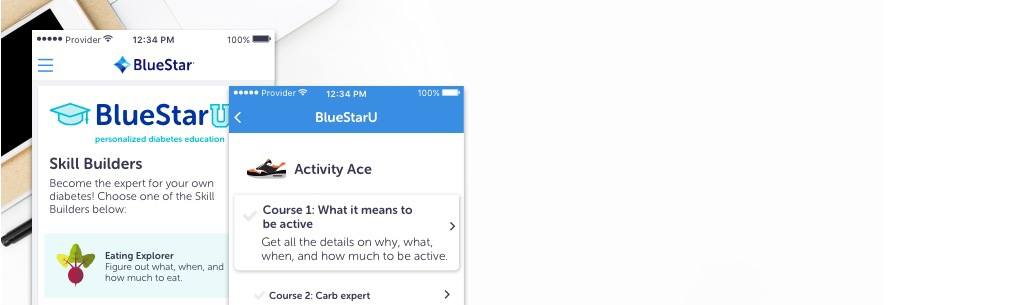 Provider 12:34 PM 100%
BlueStar
BlueStarU
personalized diabetes education
Skill Builders
Become the expert for your own
diabetes! Choose one of the Skill
Builders below:
Eating Explorer
Figure out what, when, and
how much to eat.
Provider 12:34 PM 100%
BlueStarU
Activity Ace
Course 1: What it means to
be active
Get all the details on why, what,
when, and how much to be active.
Course 2: Carb expert